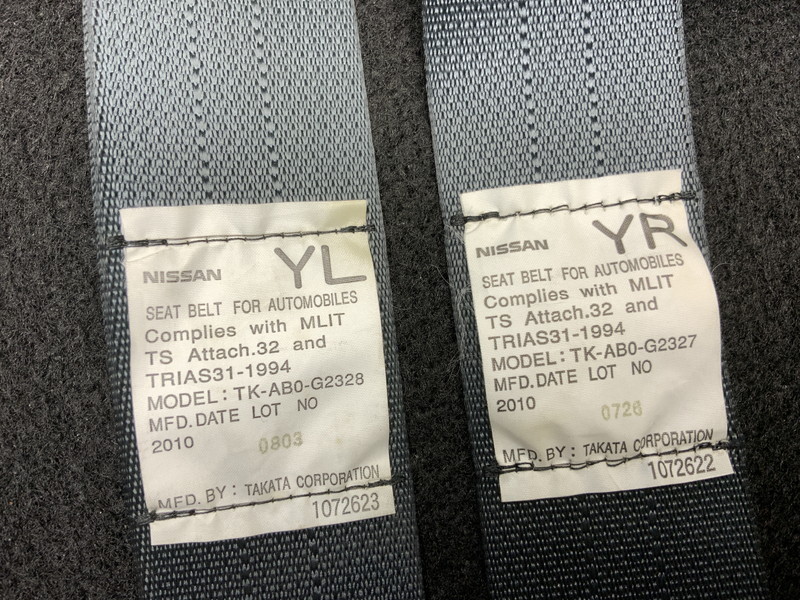 NISSAN YL
SEAT BELT FOR AUTOMOBILES
Complies with MLIT
TS Attach.32 and
TRIAS31-1994
MODEL: TK-AB0-G2328
MFD.DATE LOT NO
2010 0803
MFD.BY: TAKATA CORPORATION
1072623
NISSAN YR
SEAT BELT FOR AUTOMOBILES
Complies with MLIT
TS Attach.32 and
TRIAS31-1994
MODEL: TK-AB0-G2327
MFD.DATE LOT NO
2010 0726
MFD.BY: TAKATA CORPORATION
1072622